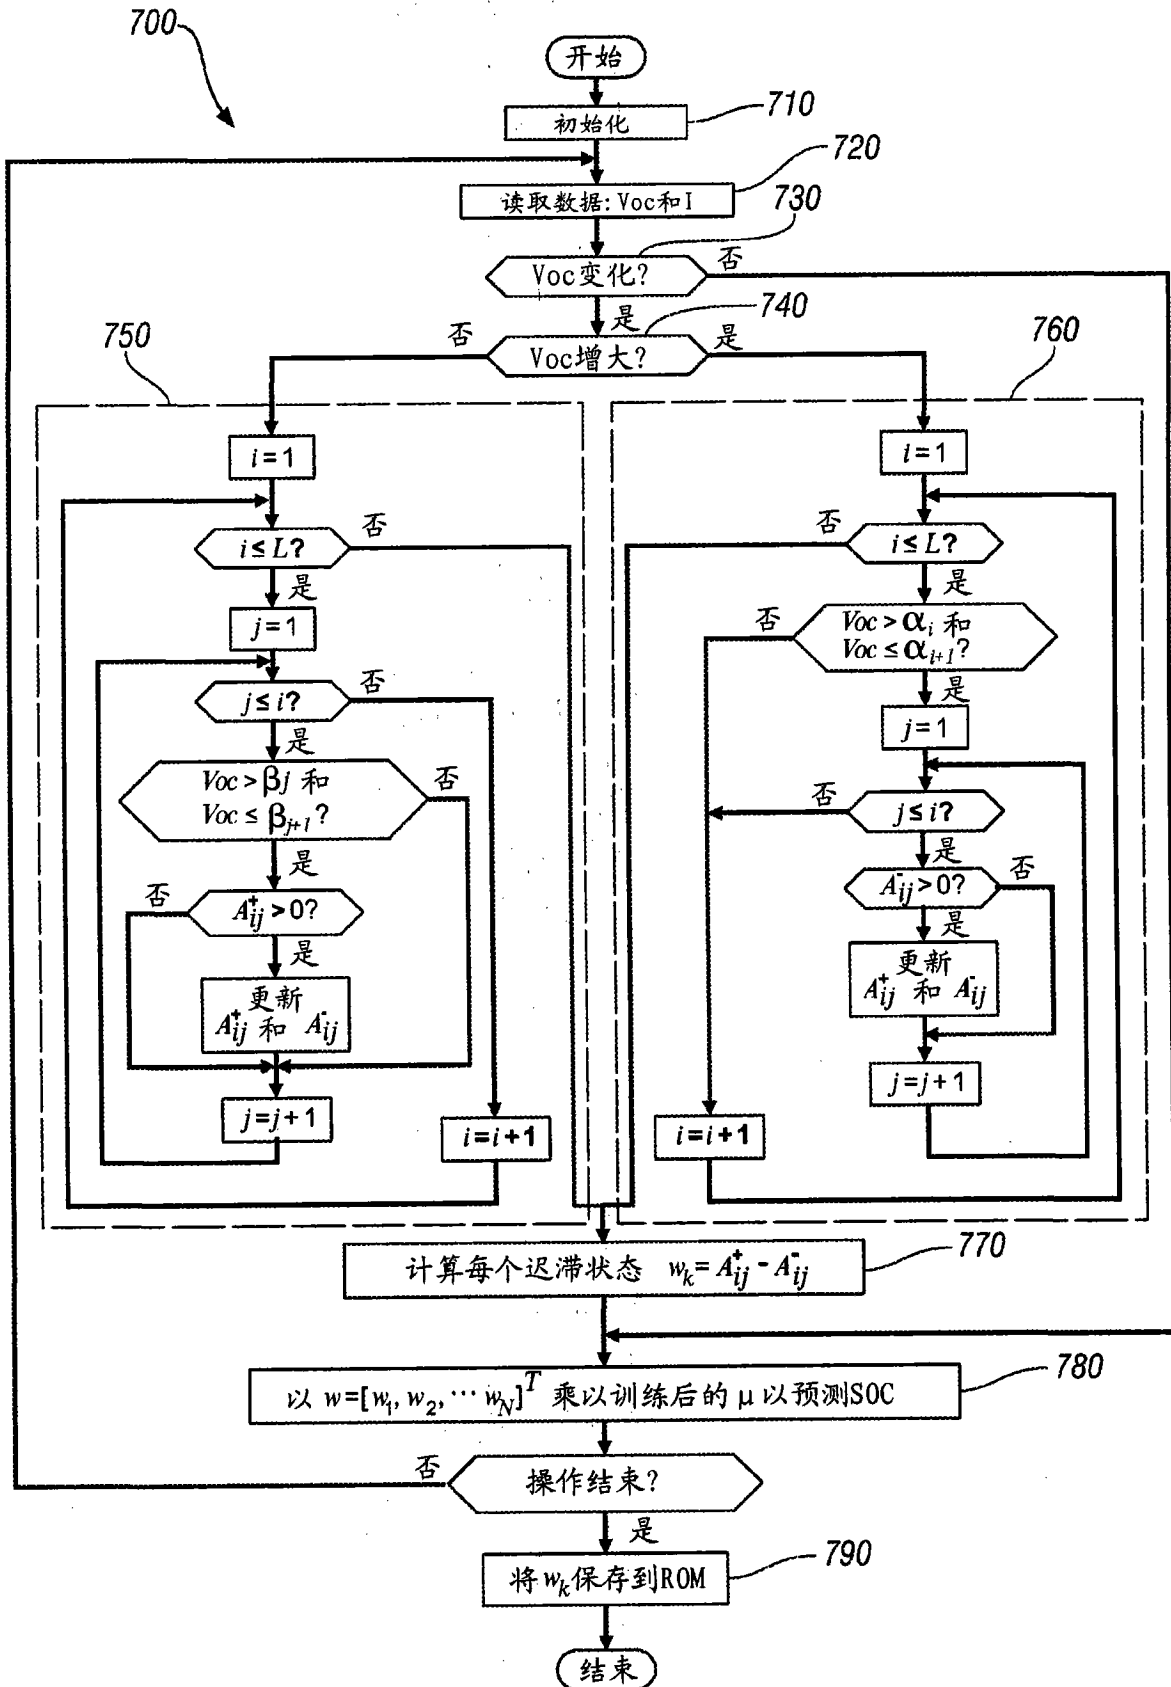 700
开始
710
初始化
720
读取数据:Voc和I
730
Voc变化?
否
是
740
750
否
Voc增大?
是
760
i=1
i=1
i≤L?
否
否
i≤L?
是
是
j=1
否
Voc>αi 和
Voc≤αi+1?
是
j≤i?
否
j=1
是
Voc>βj 和
Voc≤βj+1?
否
否
j≤i?
是
是
否
A⁺ij>0?
A⁻ij>0?
否
是
是
更新
A⁺ij 和 A⁻ij
更新
A⁺ij 和 A⁻ij
j=j+1
j=j+1
i=i+1
i=i+1
770
计算每个迟滞状态 wk=A⁺ij-A⁻ij
780
以 w=[w1,w2,⋯wN]ᵀ 乘以训练后的 μ 以预测SOC
否
操作结束?
是
790
将wk保存到ROM
结束